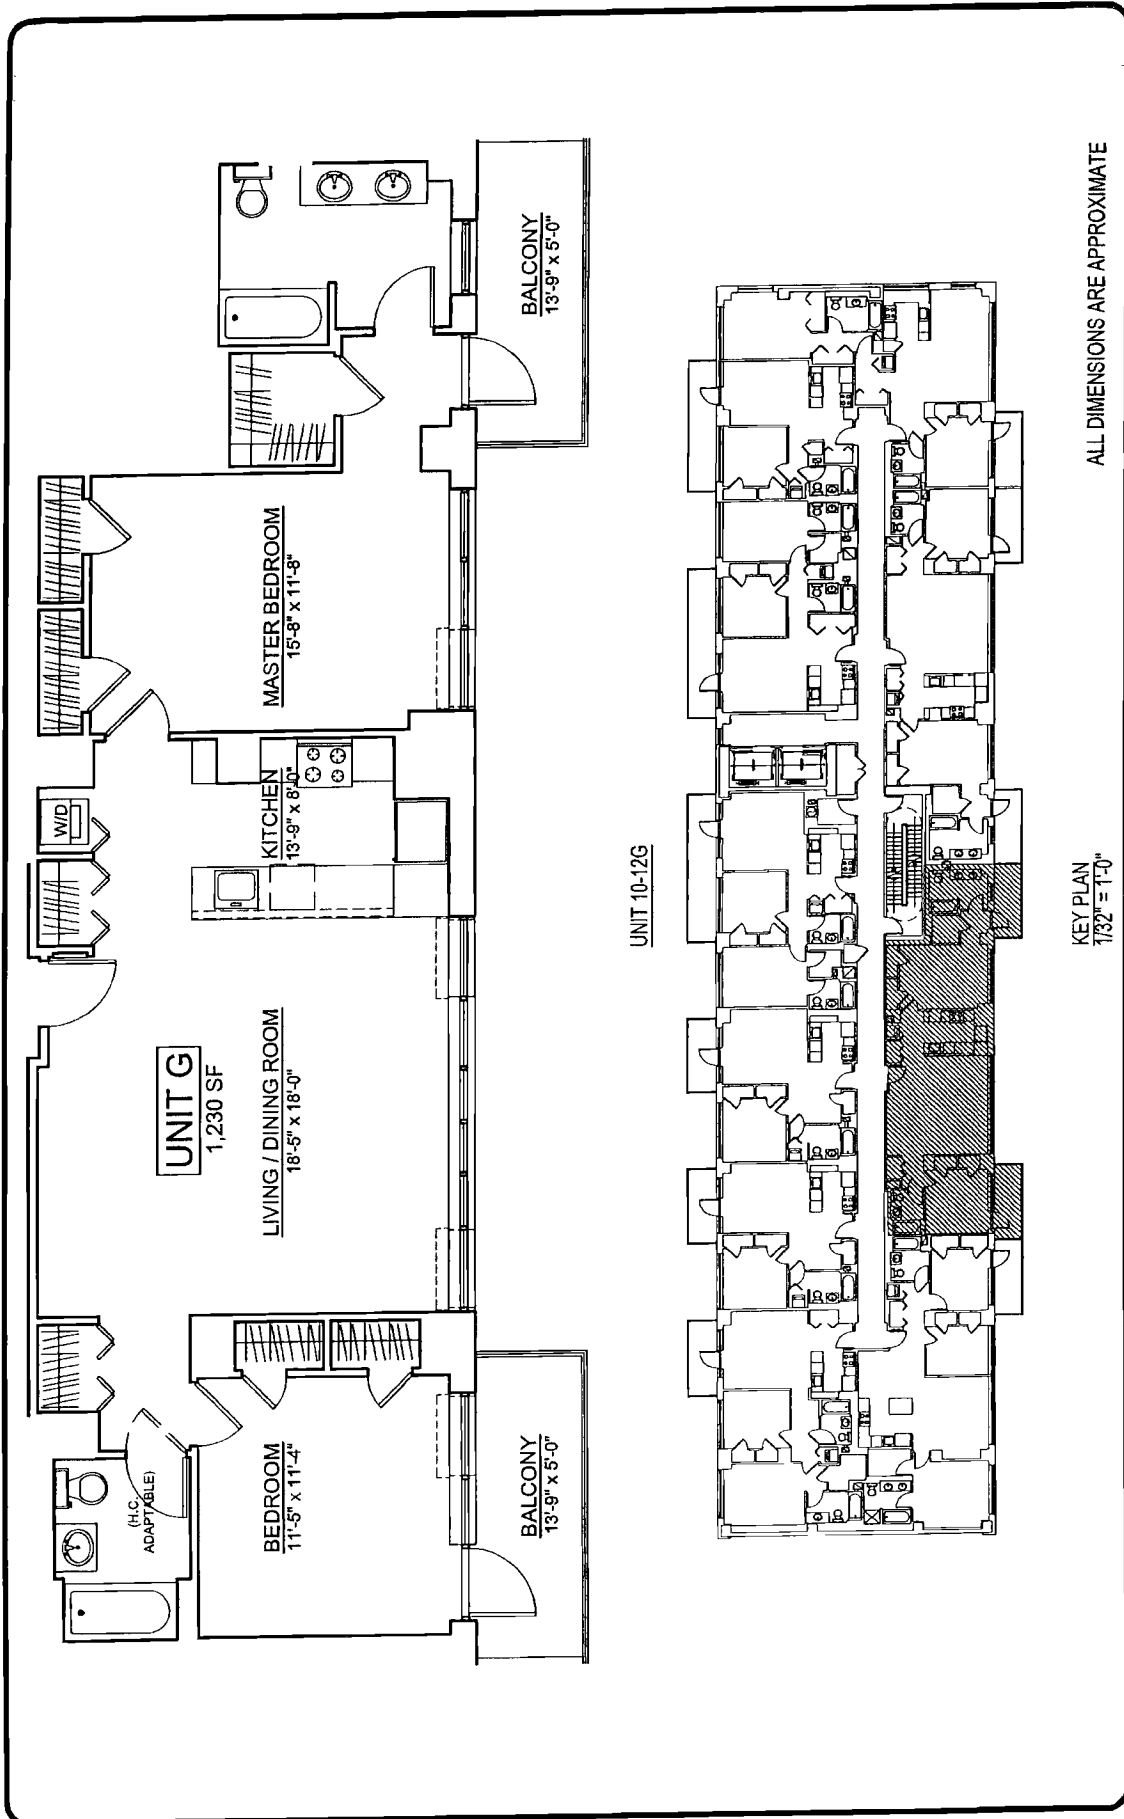 UNIT G
1,230 SF
W/D
(H.C.
ADAPTABLE)
LIVING / DINING ROOM
18'-5" x 18'-0"
KITCHEN
13'-9" x 8'-0"
MASTER BEDROOM
15'-8" x 11'-8"
BEDROOM
11'-5" x 11'-4"
BALCONY
13'-9" x 5'-0"
BALCONY
13'-9" x 5'-0"
UNIT 10-12G
KEY PLAN
1/32" = 1'-0"
ALL DIMENSIONS ARE APPROXIMATE